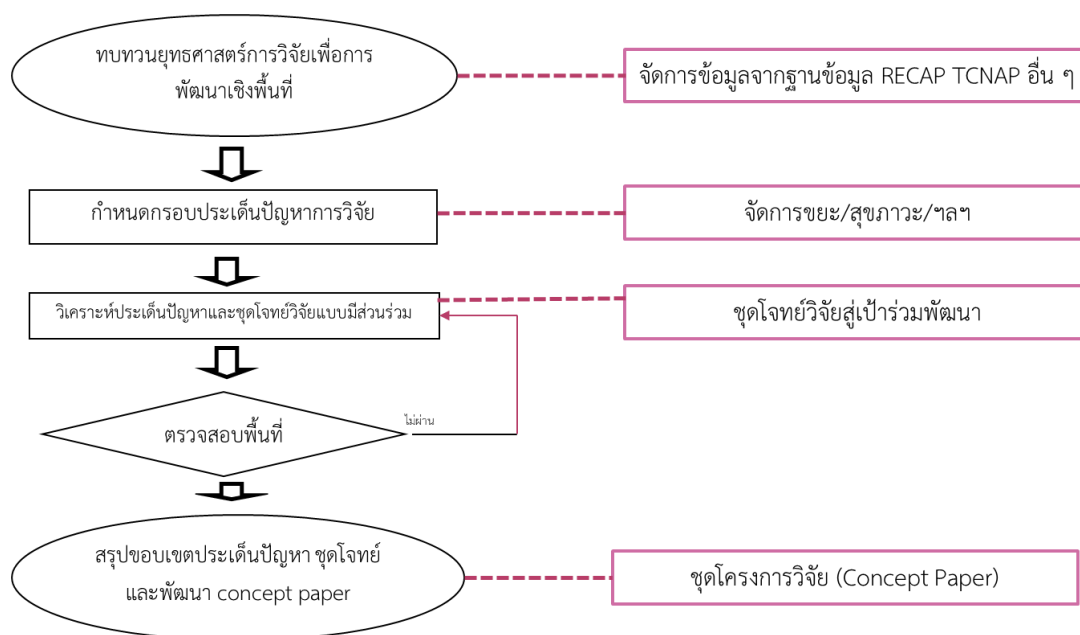 ทบทวนยุทธศาสตร์การวิจัยเพื่อการ
พัฒนาเชิงพื้นที่
จัดการข้อมูลจากฐานข้อมูล RECAP TCNAP อื่น ๆ
กำหนดกรอบประเด็นปัญหาการวิจัย
จัดการขยะ/สุขภาวะ/ฯลฯ
วิเคราะห์ประเด็นปัญหาและชุดโจทย์วิจัยแบบมีส่วนร่วม
ชุดโจทย์วิจัยสู่เป้าร่วมพัฒนา
ตรวจสอบพื้นที่
ไม่ผ่าน
สรุปขอบเขตประเด็นปัญหา ชุดโจทย์
และพัฒนา concept paper
ชุดโครงการวิจัย (Concept Paper)